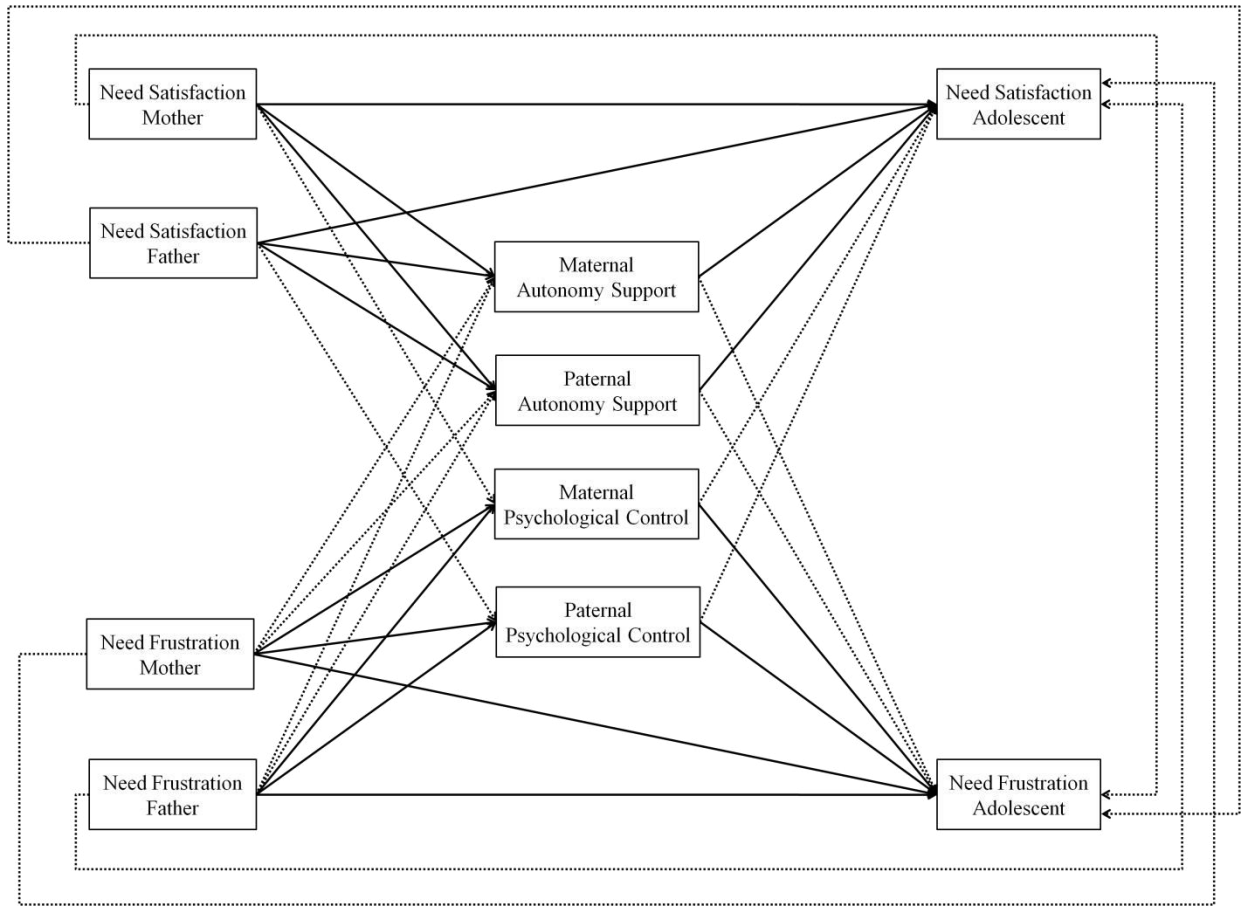 Need Satisfaction
Mother
Need Satisfaction
Adolescent
Need Satisfaction
Father
Maternal
Autonomy Support
Paternal
Autonomy Support
Maternal
Psychological Control
Paternal
Psychological Control
Need Frustration
Mother
Need Frustration
Father
Need Frustration
Adolescent